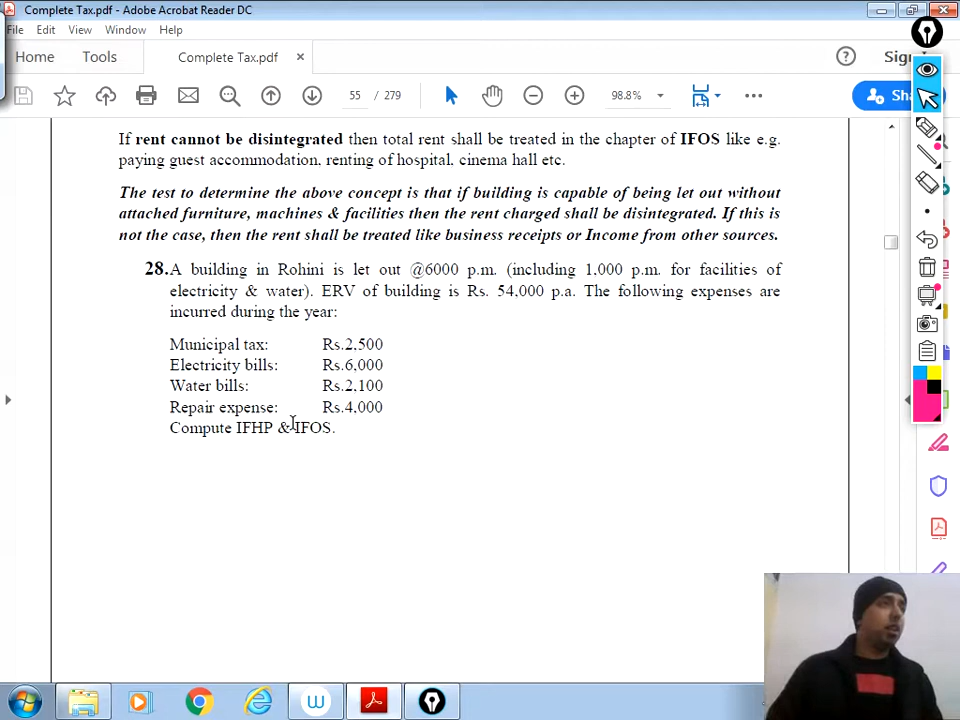 Complete Tax.pdf - Adobe Acrobat Reader DC
File Edit View Window Help
Home Tools Complete Tax.pdf ×
55 / 279 98.8%
If rent cannot be disintegrated then total rent shall be treated in the chapter of IFOS like e.g.
paying guest accommodation, renting of hospital, cinema hall etc.
The test to determine the above concept is that if building is capable of being let out without
attached furniture, machines & facilities then the rent charged shall be disintegrated. If this is
not the case, then the rent shall be treated like business receipts or Income from other sources.
28. A building in Rohini is let out @6000 p.m. (including 1,000 p.m. for facilities of
electricity & water). ERV of building is Rs. 54,000 p.a. The following expenses are
incurred during the year:
Municipal tax: Rs.2,500
Electricity bills: Rs.6,000
Water bills: Rs.2,100
Repair expense: Rs.4,000
Compute IFHP & IFOS.